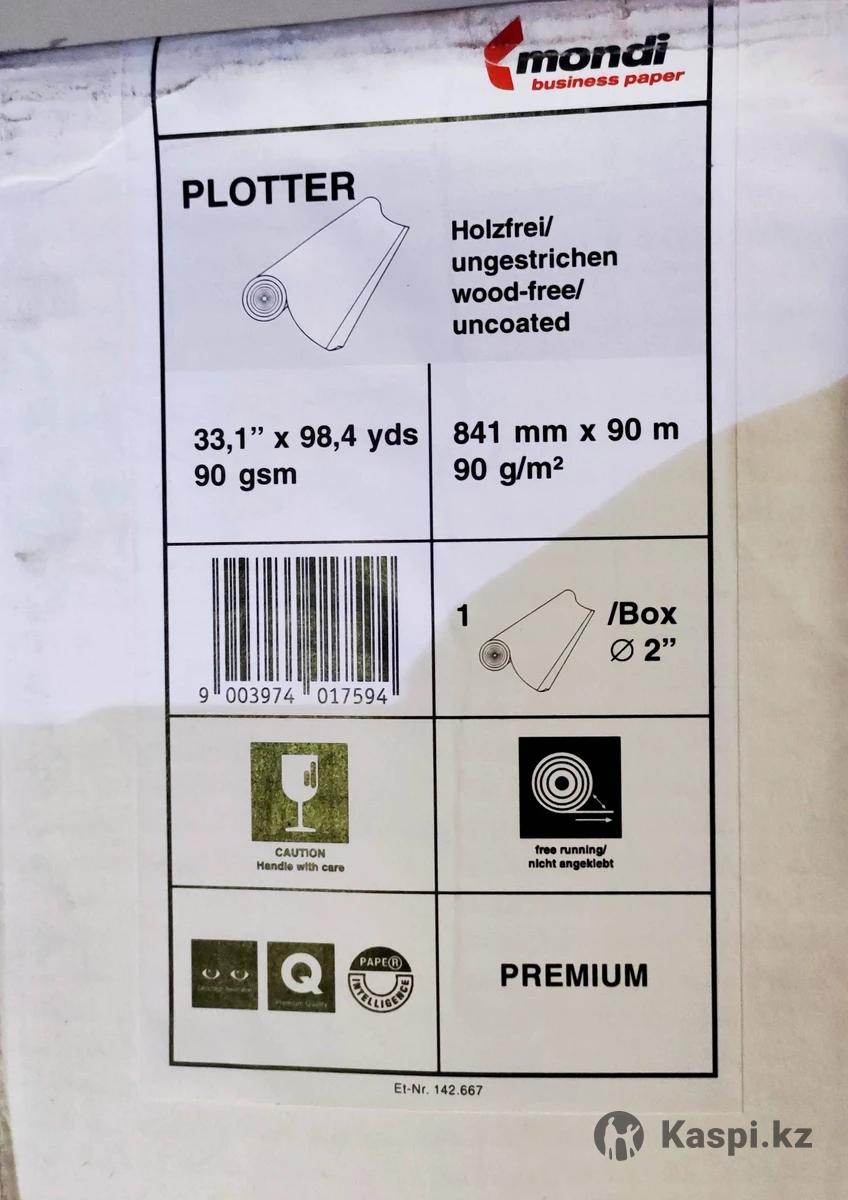 mondi
business paper
PLOTTER
Holzfrei/
ungestrichen
wood-free/
uncoated
33,1” x 98,4 yds
90 gsm
841 mm x 90 m
90 g/m²
9 003974 017594
1 /Box
Ø 2”
CAUTION
Handle with care
free running/
nicht angeklebt
Q
Premium Quality
PAPER
INTELLIGENCE
PREMIUM
Et-Nr. 142.667
Kaspi.kz